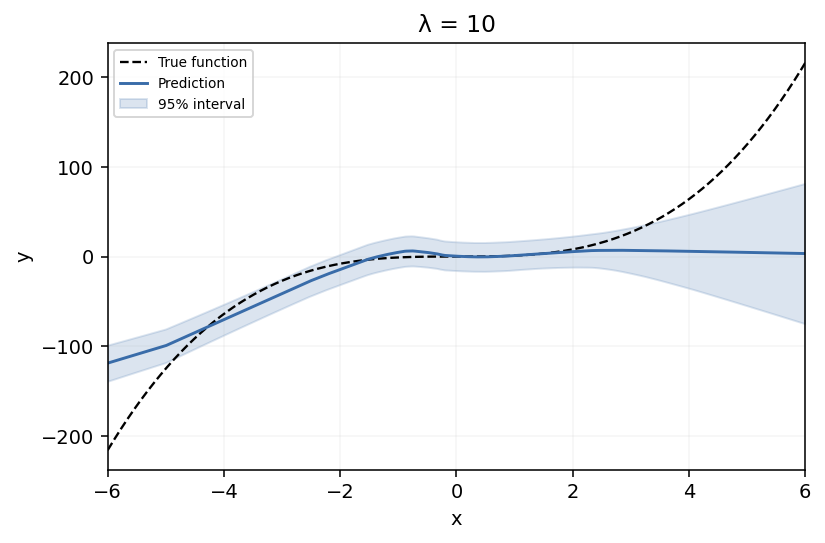 λ = 10
True function
Prediction
95% interval
200
100
0
−100
−200
y
−6
−4
−2
0
2
4
6
x